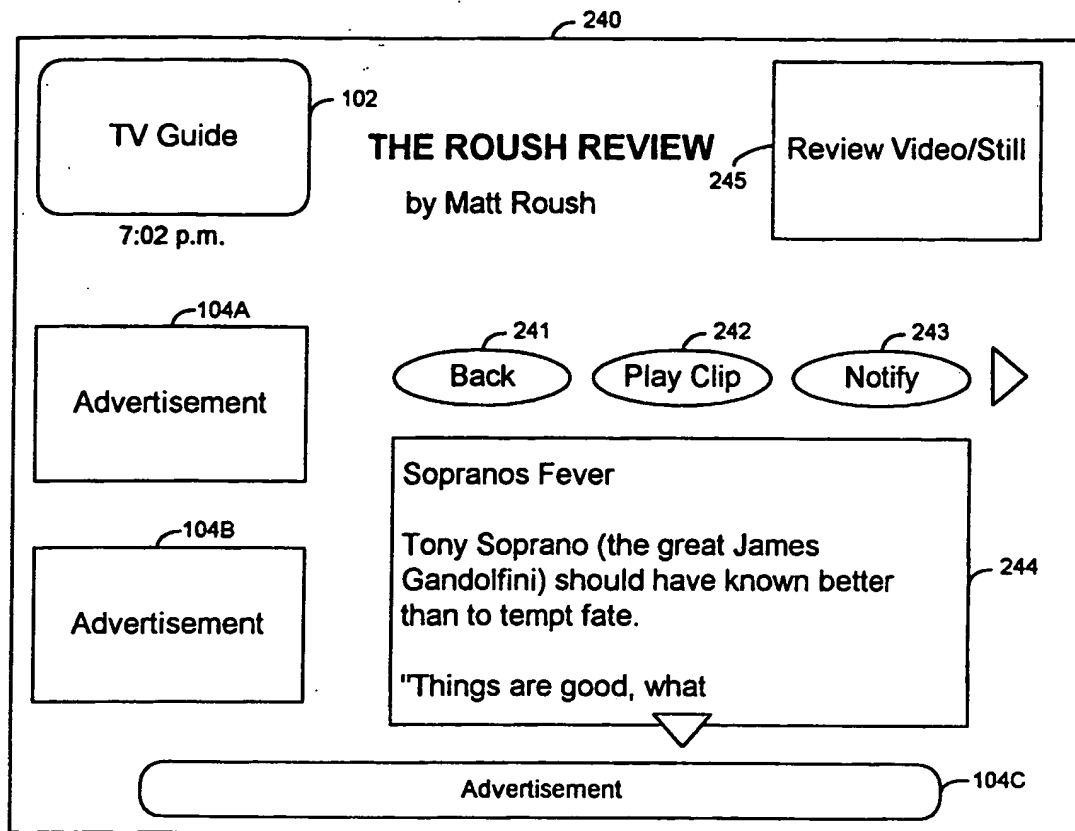 240
TV Guide
102
THE ROUSH REVIEW
by Matt Roush
245
Review Video/Still
7:02 p.m.
104A
Advertisement
241
Back
242
Play Clip
243
Notify
104B
Advertisement
Sopranos Fever
Tony Soprano (the great James
Gandolfini) should have known better
than to tempt fate.
"Things are good, what
244
Advertisement
104C